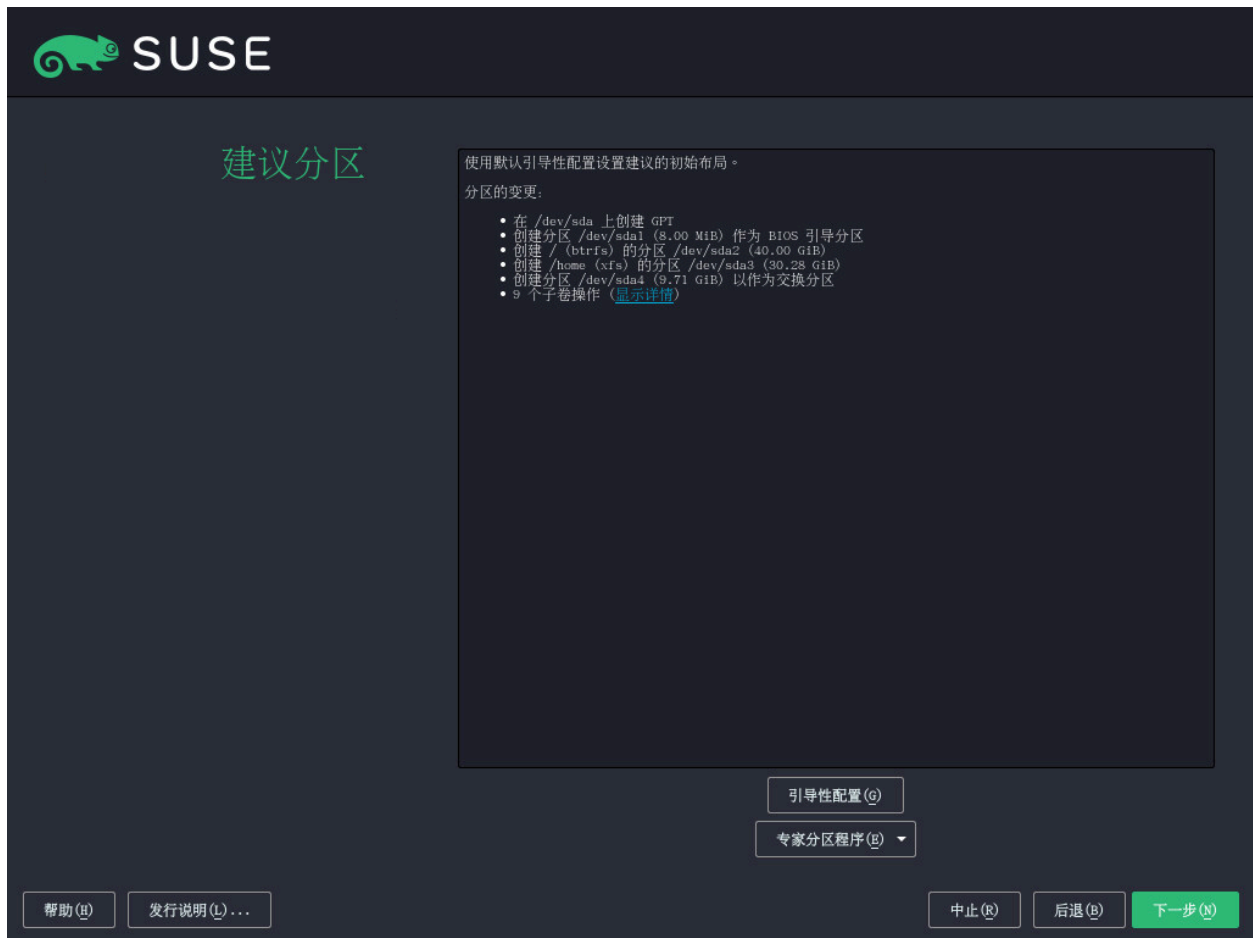 SUSE
建议分区
使用默认引导性配置设置建议的初始布局。
分区的变更:
• 在 /dev/sda 上创建 GPT
• 创建分区 /dev/sda1 (8.00 MiB) 作为 BIOS 引导分区
• 创建 / (btrfs) 的分区 /dev/sda2 (40.00 GiB)
• 创建 /home (xfs) 的分区 /dev/sda3 (30.28 GiB)
• 创建分区 /dev/sda4 (9.71 GiB) 以作为交换分区
• 9 个子卷操作 (显示详情)
引导性配置(G)
专家分区程序(E)
帮助(H) 发行说明(L)... 中止(R) 后退(B) 下一步(N)